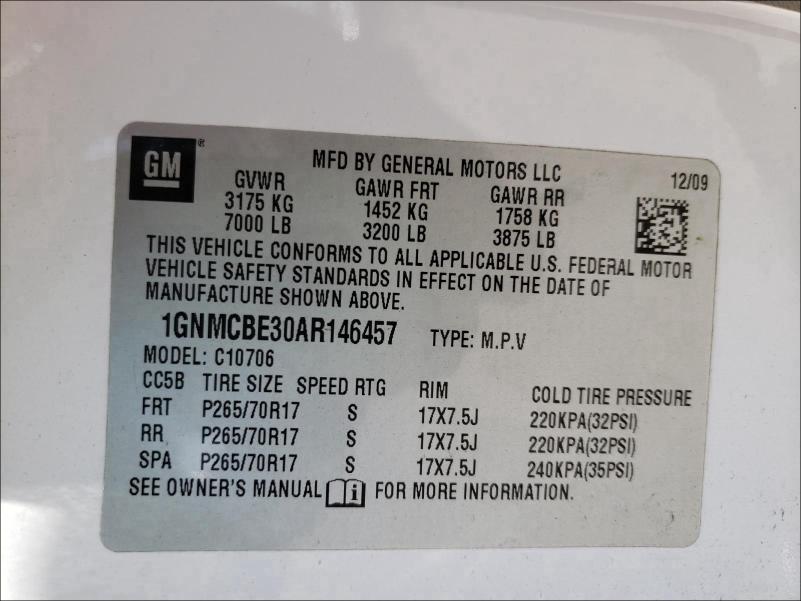 GM ®
MFD BY GENERAL MOTORS LLC
12/09
GVWR GAWR FRT GAWR RR
3175 KG 1452 KG 1758 KG
7000 LB 3200 LB 3875 LB
THIS VEHICLE CONFORMS TO ALL APPLICABLE U.S. FEDERAL MOTOR
VEHICLE SAFETY STANDARDS IN EFFECT ON THE DATE OF
MANUFACTURE SHOWN ABOVE.
1GNMCBE30AR146457 TYPE: M.P.V
MODEL: C10706
CC5B TIRE SIZE SPEED RTG RIM COLD TIRE PRESSURE
FRT P265/70R17 S 17X7.5J 220KPA(32PSI)
RR P265/70R17 S 17X7.5J 220KPA(32PSI)
SPA P265/70R17 S 17X7.5J 240KPA(35PSI)
SEE OWNER'S MANUAL i FOR MORE INFORMATION.